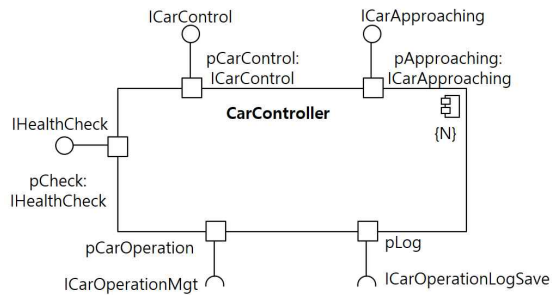 ICarControl
ICarApproaching
pCarControl:
ICarControl
pApproaching:
ICarApproaching
CarController
{N}
IHealthCheck
pCheck:
IHealthCheck
pCarOperation
pLog
ICarOperationMgt
ICarOperationLogSave